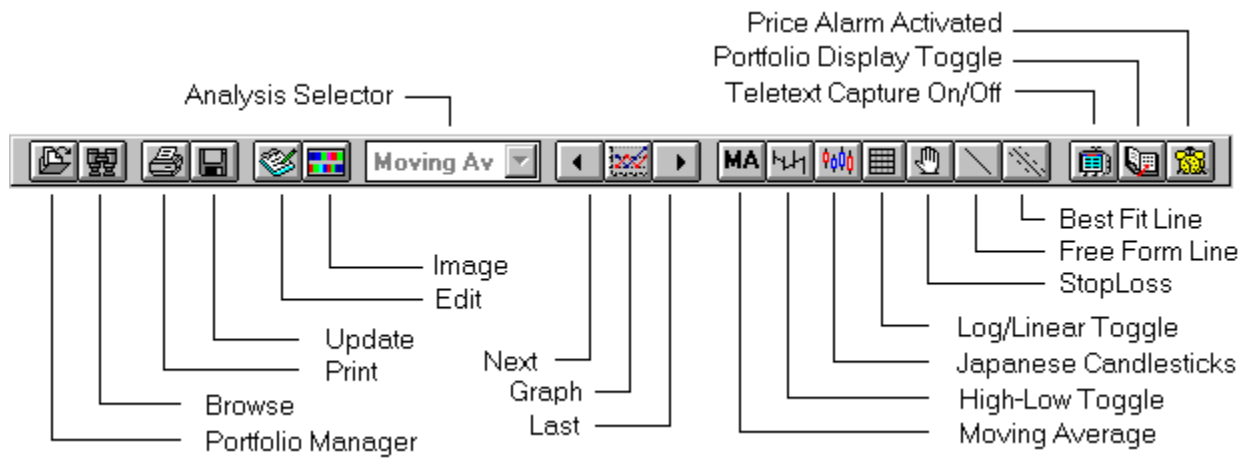 Price Alarm Activated
Portfolio Display Toggle
Teletext Capture On/Off
Analysis Selector
Moving Av
MA
Best Fit Line
Free Form Line
StopLoss
Image
Edit
Update
Print
Browse
Portfolio Manager
Next
Graph
Last
Log/Linear Toggle
Japanese Candlesticks
High-Low Toggle
Moving Average